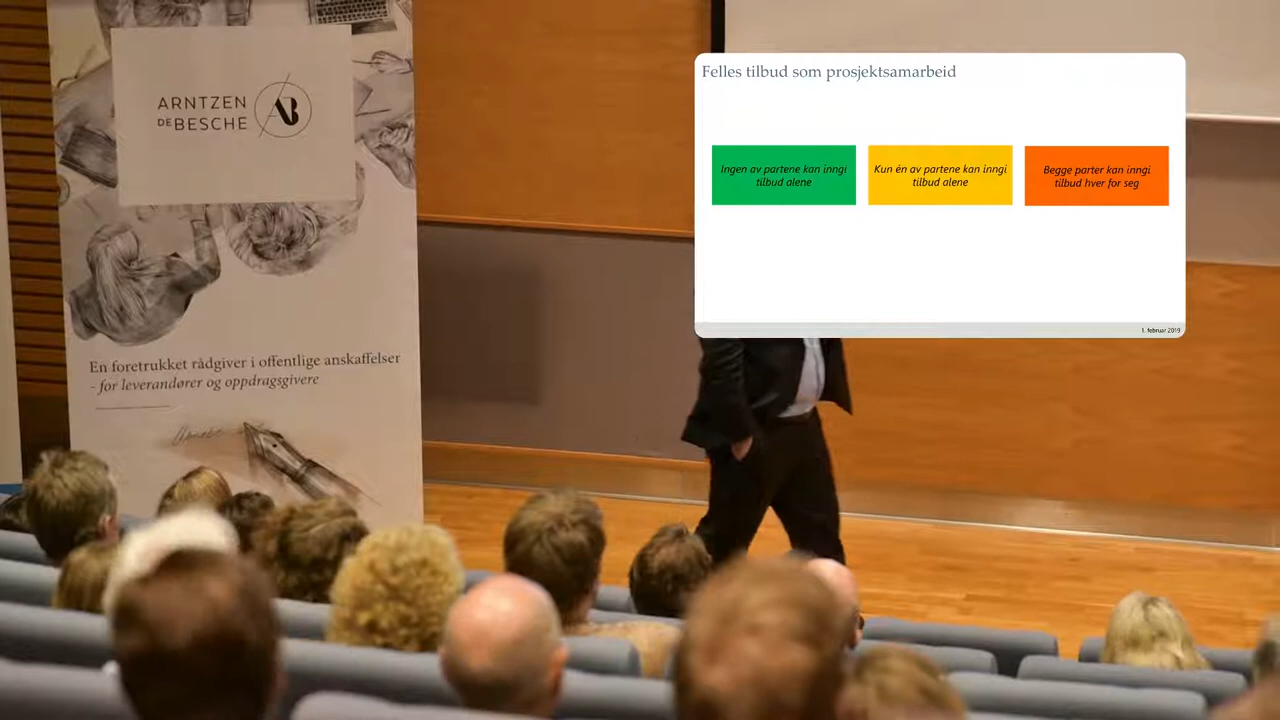 ARNTZEN
DE BESCHE
En foretrukket rådgiver i offentlige anskaffelser
- for leverandører og oppdragsgivere
Felles tilbud som prosjektsamarbeid
Ingen av partene kan inngi
tilbud alene
Kun én av partene kan inngi
tilbud alene
Begge parter kan inngi
tilbud hver for seg
1. februar 2019